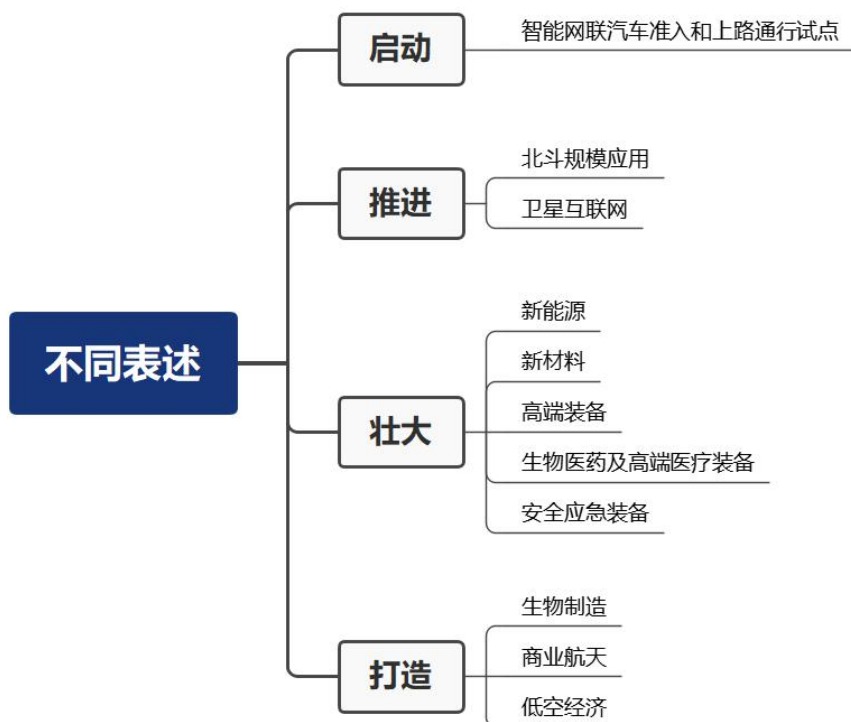 不同表述
启动
智能网联汽车准入和上路通行试点
推进
北斗规模应用
卫星互联网
壮大
新能源
新材料
高端装备
生物医药及高端医疗装备
安全应急装备
打造
生物制造
商业航天
低空经济